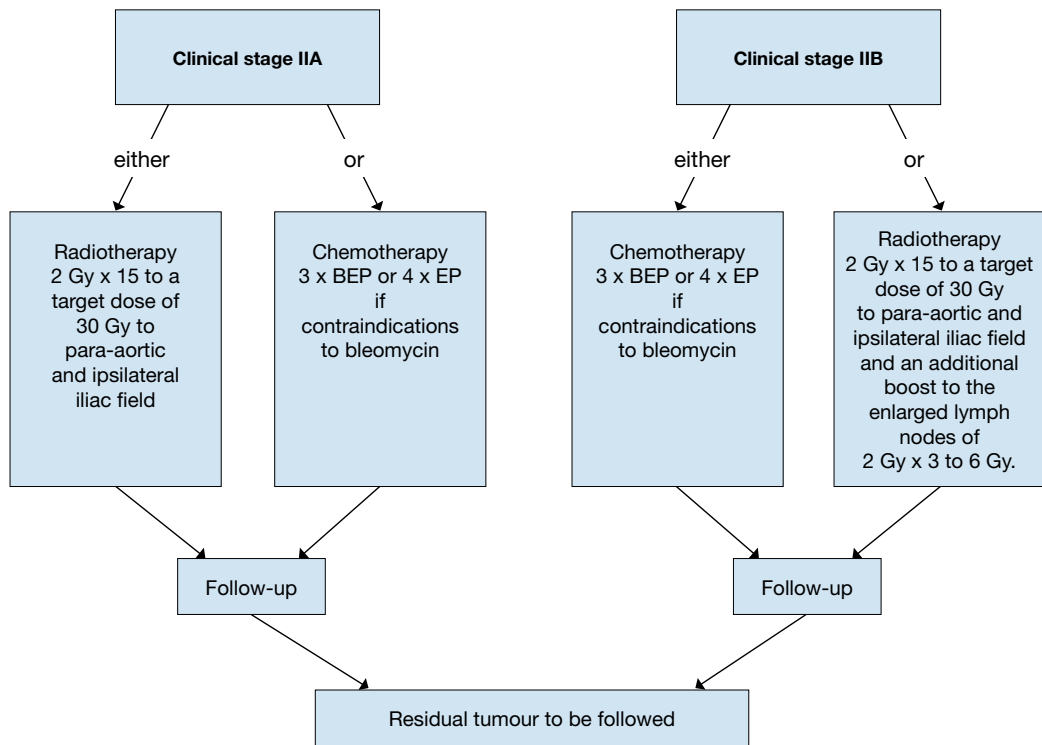 Clinical stage IIA
Clinical stage IIB
either
or
either
or
Radiotherapy
2 Gy x 15 to a
target dose of
30 Gy to
para-aortic
and ipsilateral
iliac field
Chemotherapy
3 x BEP or 4 x EP
if
contraindications
to bleomycin
Chemotherapy
3 x BEP or 4 x EP
if
contraindications
to bleomycin
Radiotherapy
2 Gy x 15 to a target
dose of 30 Gy
to para-aortic and
ipsilateral iliac field
and an additional
boost to the
enlarged lymph
nodes of
2 Gy x 3 to 6 Gy.
Follow-up
Follow-up
Residual tumour to be followed